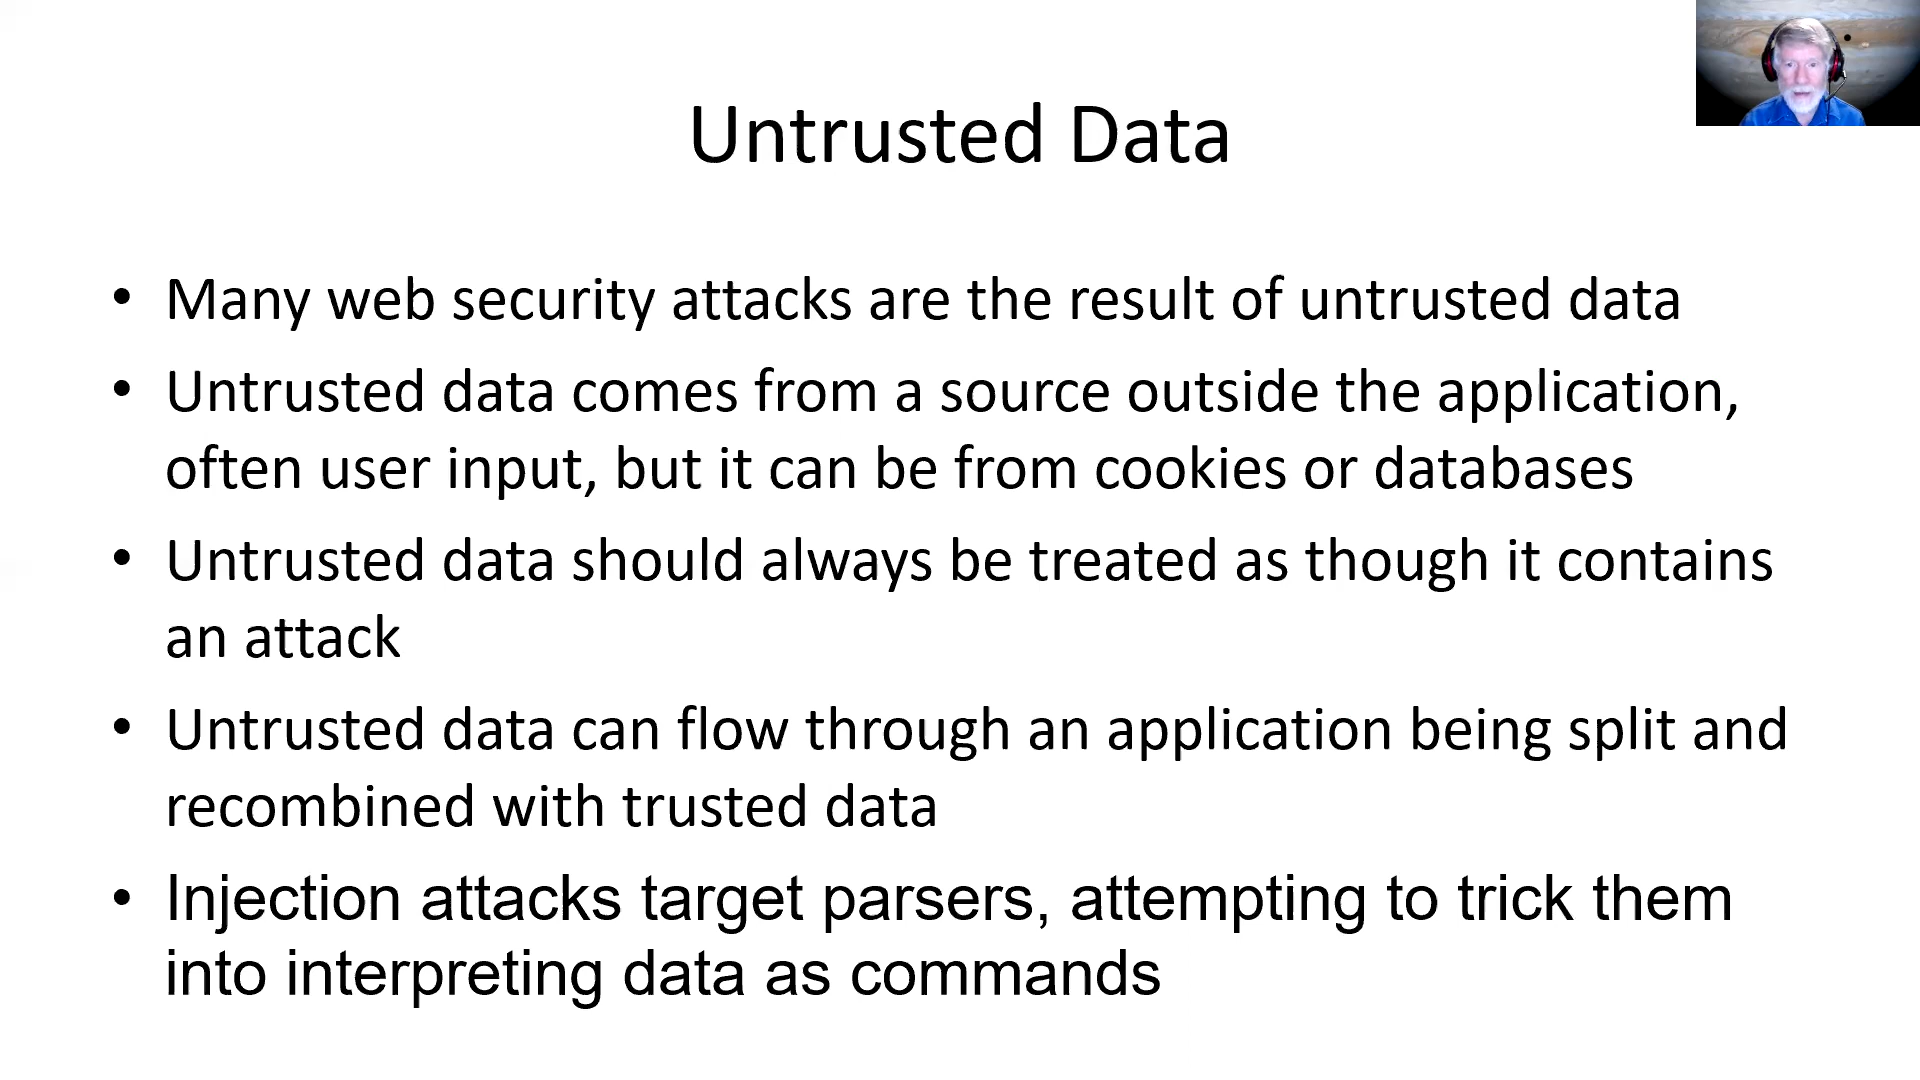 Untrusted Data
• Many web security attacks are the result of untrusted data
• Untrusted data comes from a source outside the application,
often user input, but it can be from cookies or databases
• Untrusted data should always be treated as though it contains
an attack
• Untrusted data can flow through an application being split and
recombined with trusted data
• Injection attacks target parsers, attempting to trick them
into interpreting data as commands